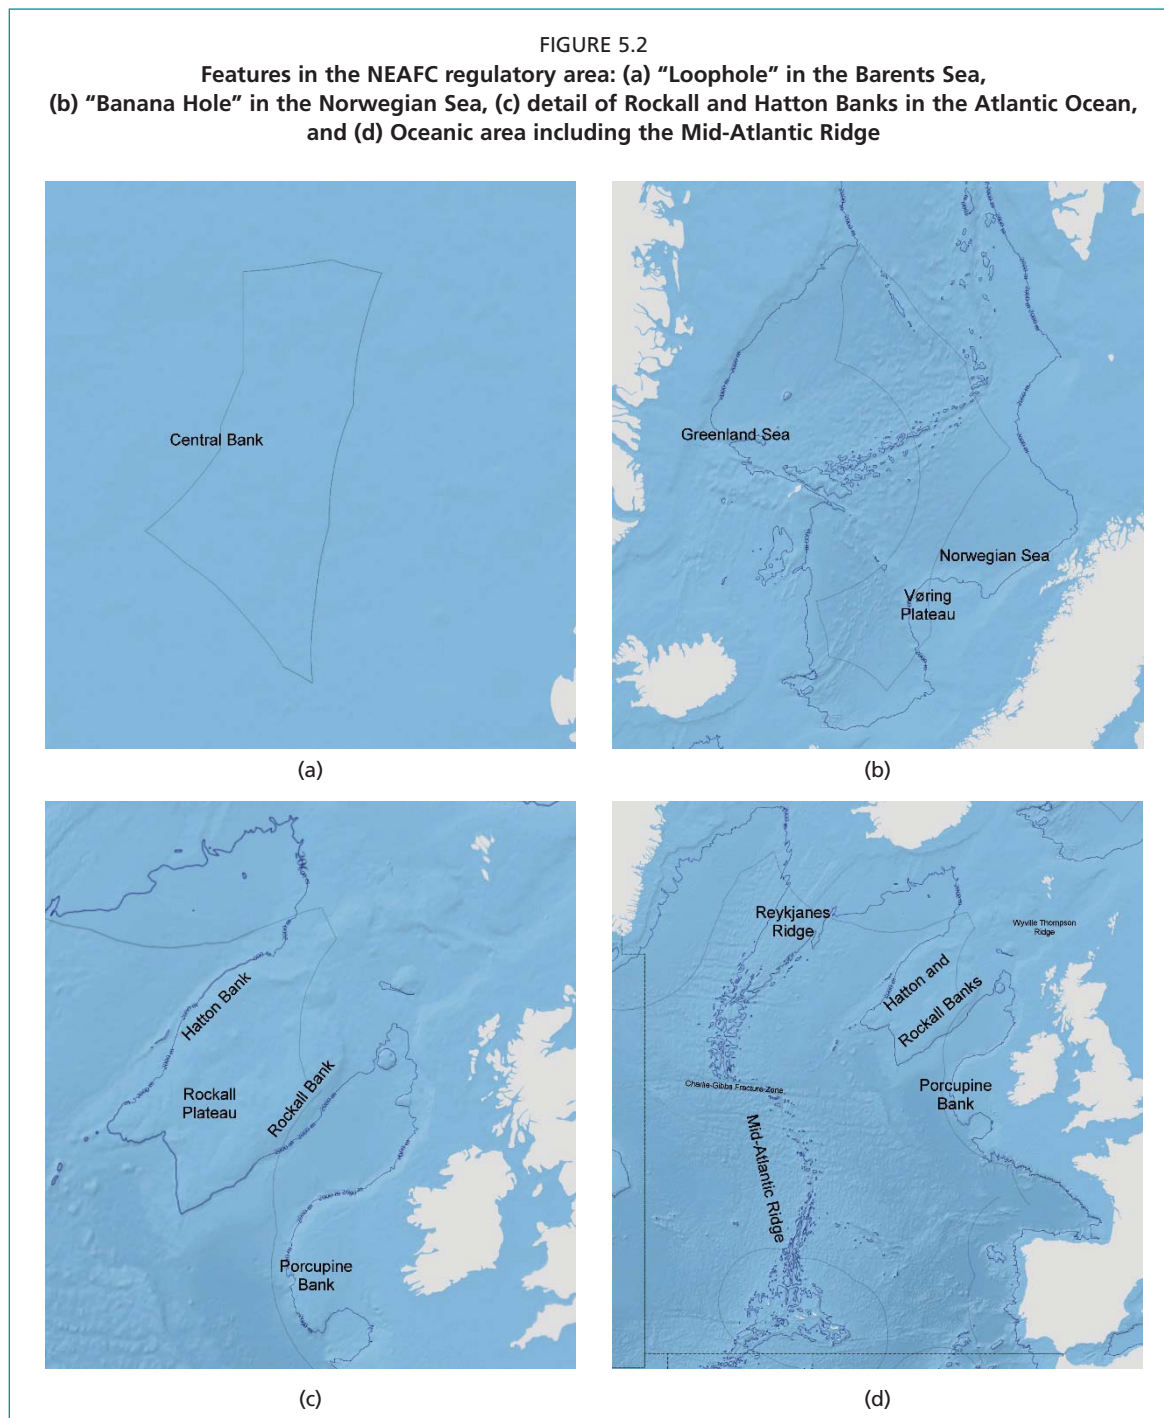 FIGURE 5.2
Features in the NEAFC regulatory area: (a) “Loophole” in the Barents Sea,
(b) “Banana Hole” in the Norwegian Sea, (c) detail of Rockall and Hatton Banks in the Atlantic Ocean,
and (d) Oceanic area including the Mid-Atlantic Ridge
Central Bank
(a)
Greenland Sea
Norwegian Sea
Vøring
Plateau
(b)
Hatton Bank
Rockall
Plateau
Rockall Bank
Porcupine
Bank
(c)
Reykjanes
Ridge
Wyville Thompson
Ridge
Hatton and
Rockall Banks
Charlie-Gibbs Fracture Zone
Porcupine
Bank
Mid-Atlantic Ridge
(d)